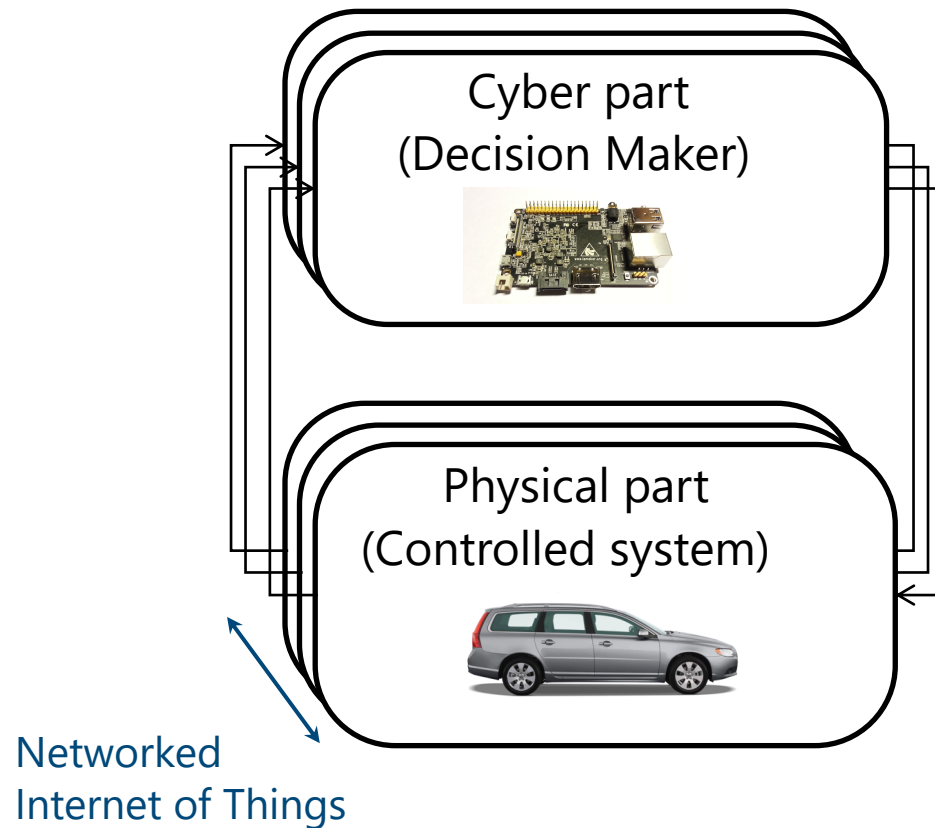 Cyber part
(Decision Maker)
Physical part
(Controlled system)
Networked
Internet of Things